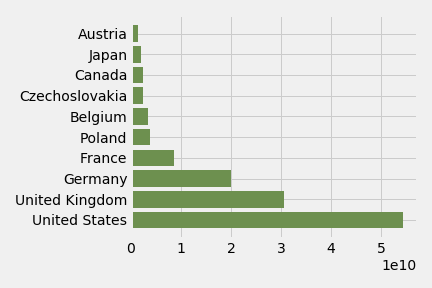 Austria
Japan
Canada
Czechoslovakia
Belgium
Poland
France
Germany
United Kingdom
United States
0 1 2 3 4 5
1e10